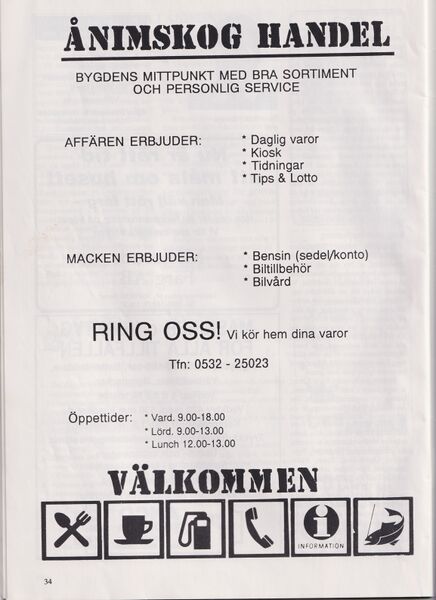 ÅNIMSKOG HANDEL
BYGDENS MITTPUNKT MED BRA SORTIMENT
OCH PERSONLIG SERVICE
AFFÄREN ERBJUDER: * Daglig varor
* Kiosk
* Tidningar
* Tips & Lotto
MACKEN ERBJUDER: * Bensin (sedel/konto)
* Biltillbehör
* Bilvård
RING OSS! Vi kör hem dina varor
Tfn: 0532 - 25023
Öppettider: * Vard. 9.00-18.00
* Lörd. 9.00-13.00
* Lunch 12.00-13.00
VÄLKOMMEN
i
INFORMATION
34